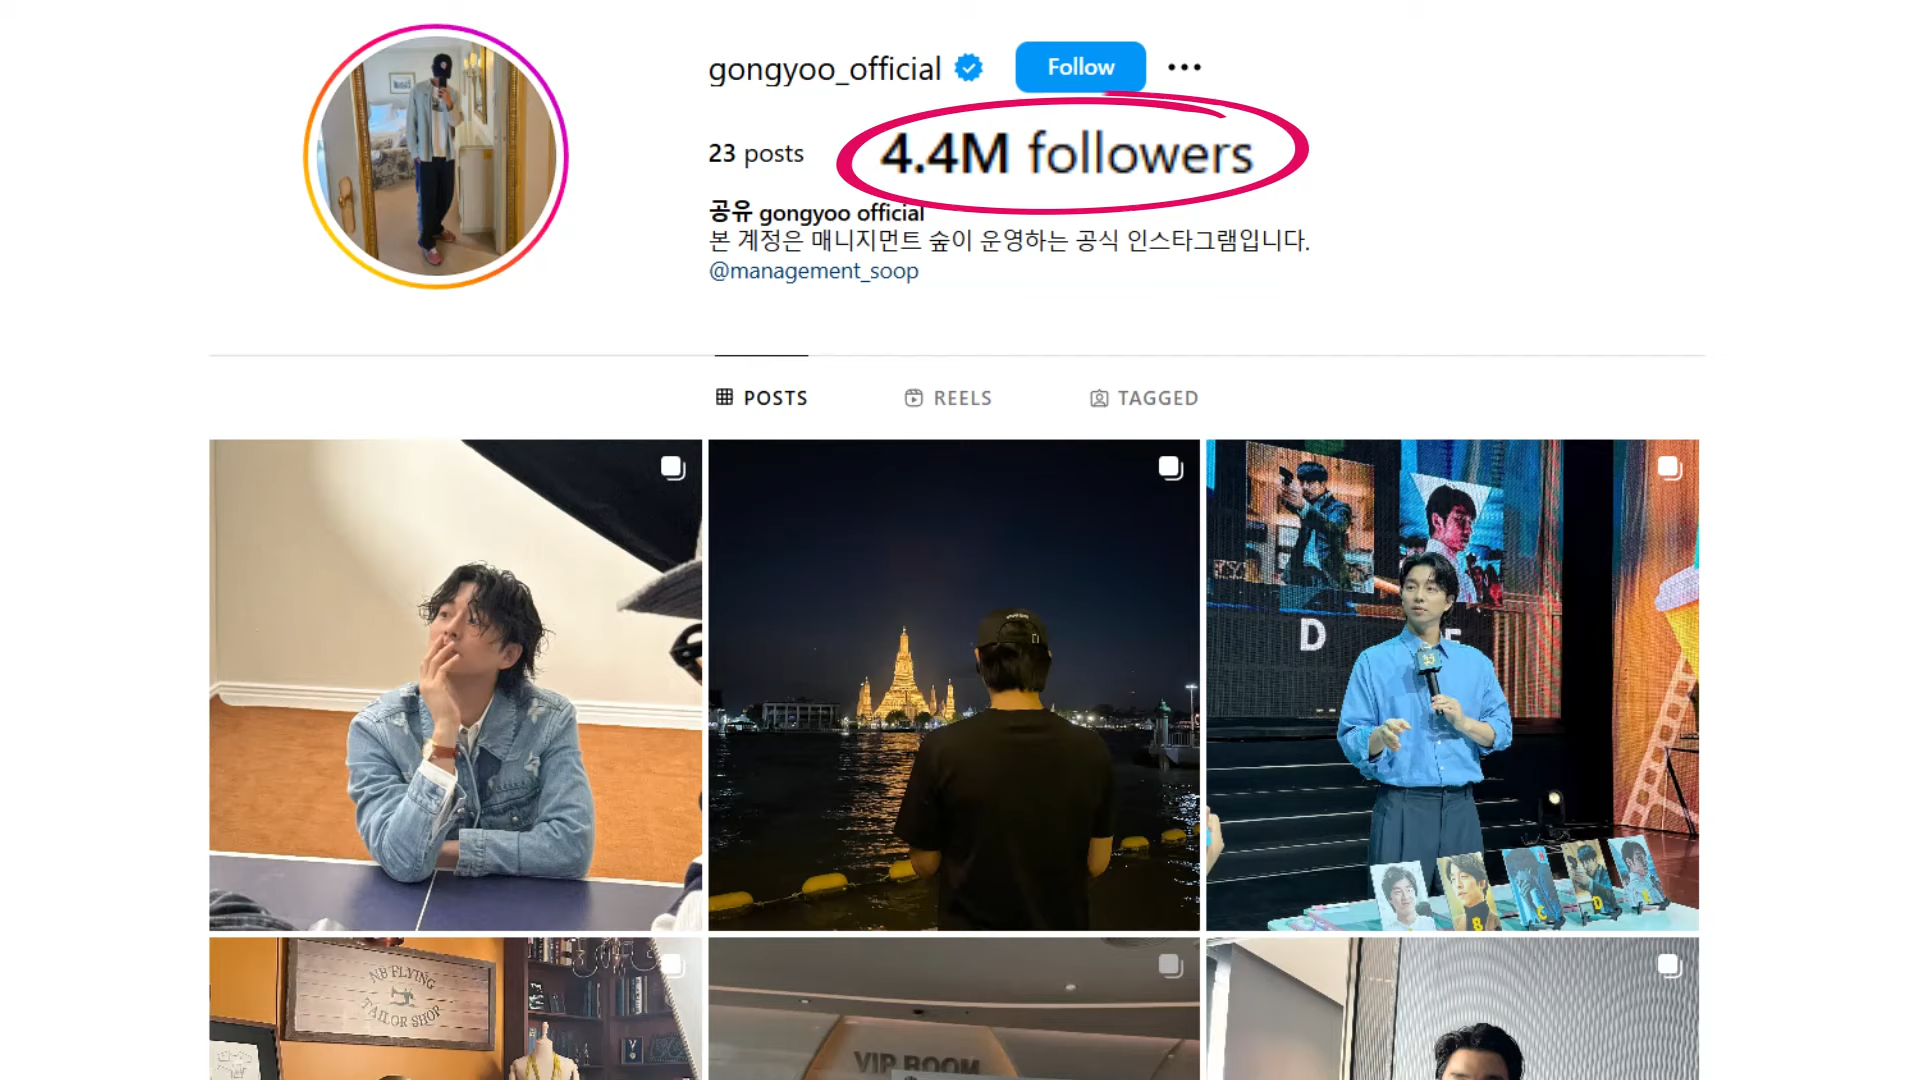 gongyoo_official
Follow
23 posts
4.4M followers
공유 gongyoo official
본 계정은 매니지먼트 숲이 운영하는 공식 인스타그램입니다.
@management_soop
POSTS
REELS
TAGGED
D
E
B
C
D
N8 FLYING
TAILOR SHOP
VIP ROOM